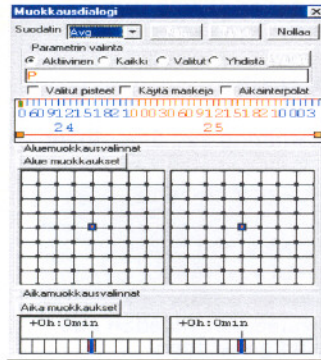 Muokkausdialogi
Suodatin Avg Nollaa
Parametrin valinta
Aktiivinen Kaikki Valitut Yhdistä
P
Valitut pisteet Käytä maskeja Aikainterpolat.
24 25
Aluemuokkausvalinnat
Alue muokkaukset
Aikamuokkausvalinnat
Aika muokkaukset
+0h:0min +0h:0min